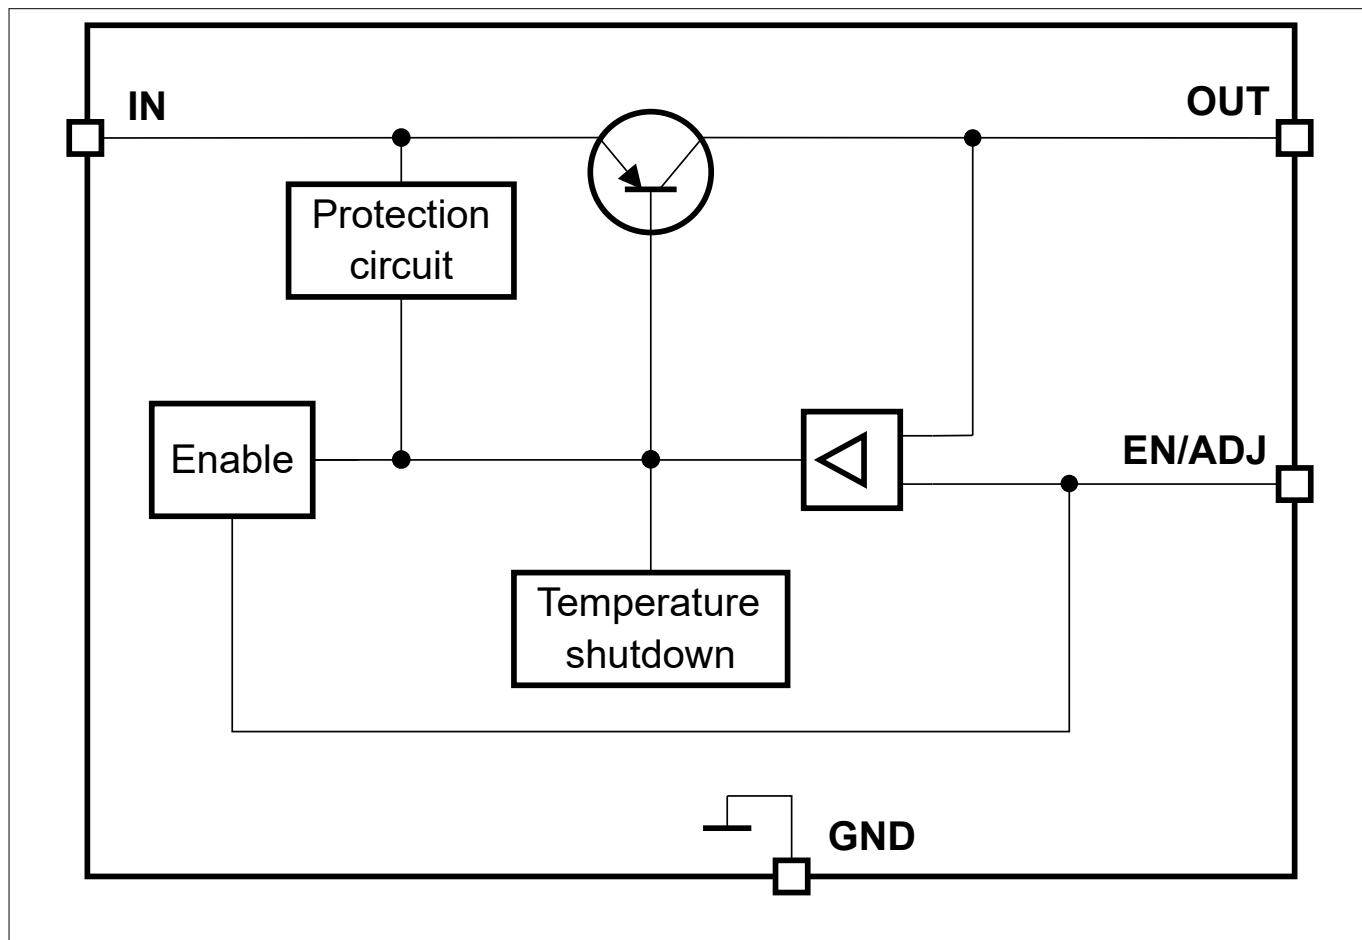 IN
OUT
Protection
circuit
Enable
EN/ADJ
Temperature
shutdown
GND